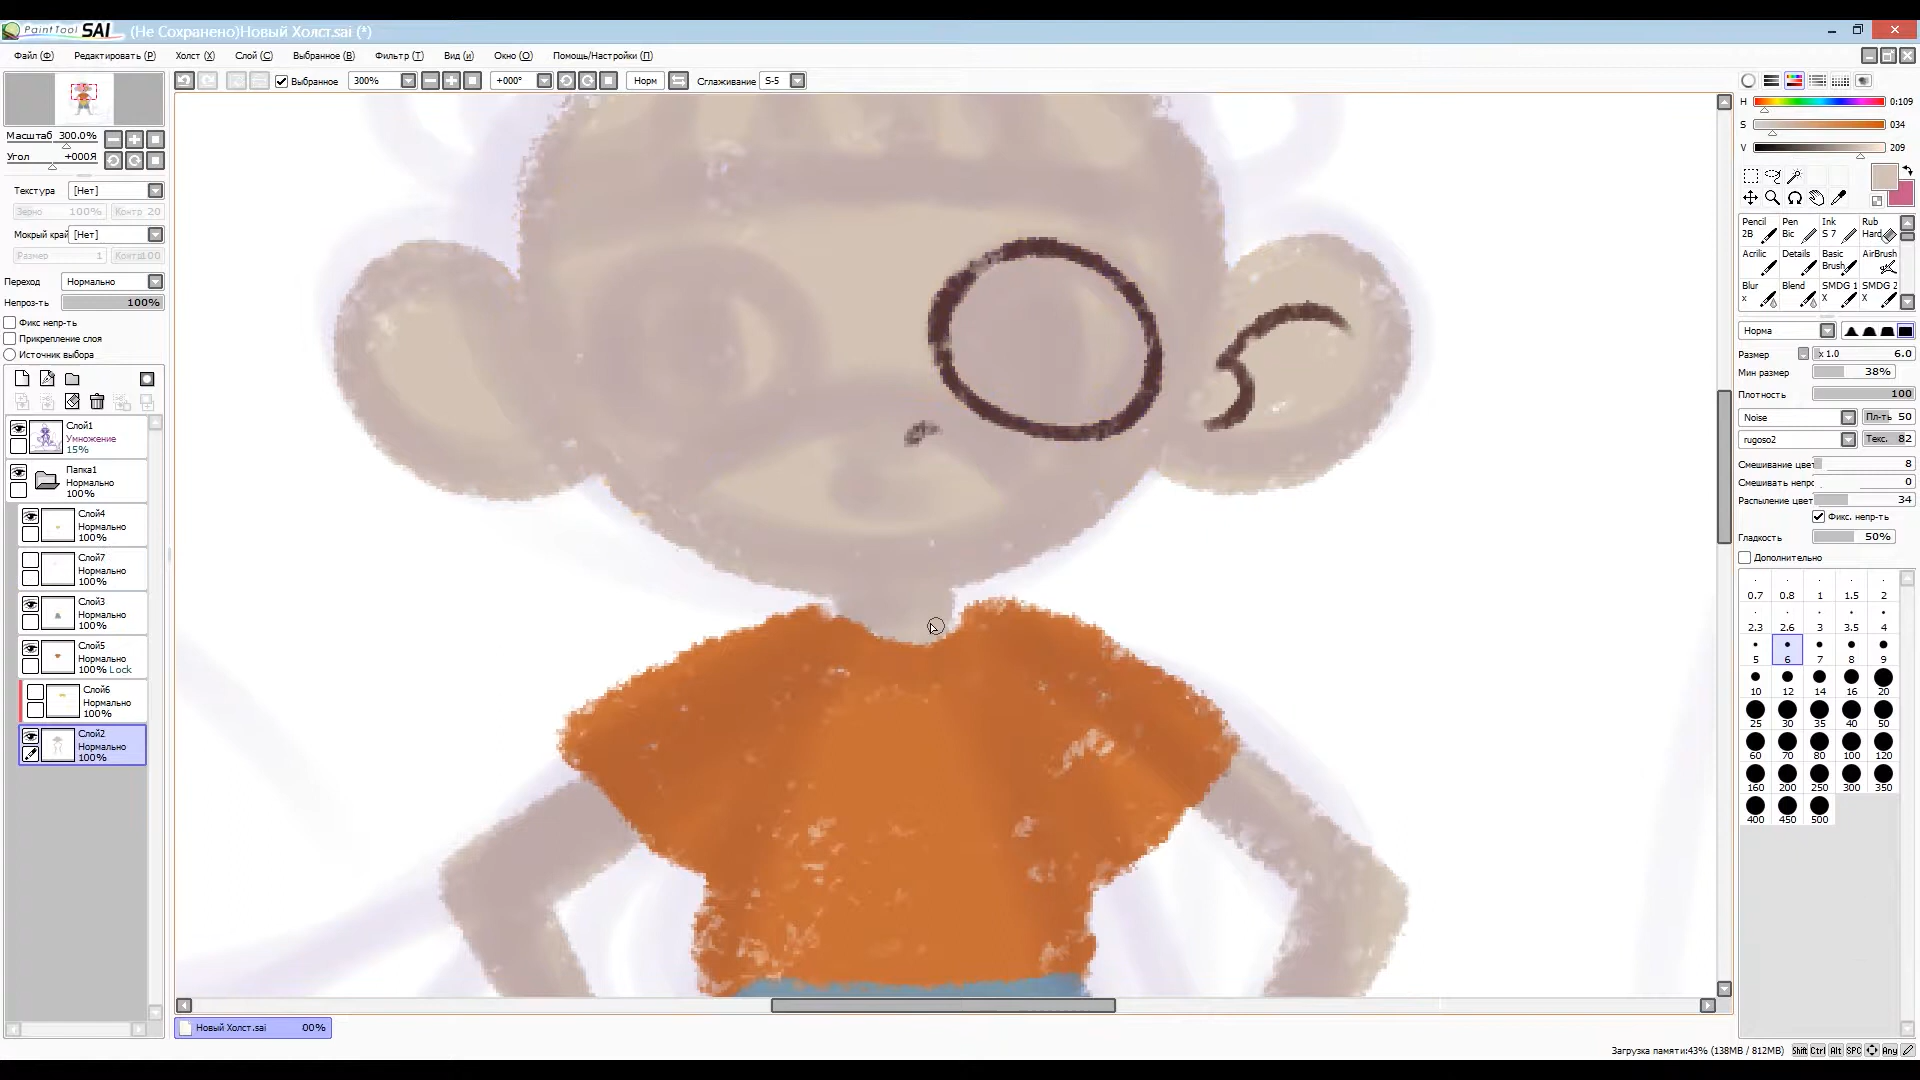 PaintTool SAI (Не Сохранено)Новый Холст.sai (*)
Файл (Ф) Редактировать (Р) Холст (Х) Слой (С) Выбранное (В) Фильтр (Т) Вид (и) Окно (О) Помощь/Настройки (П)
Выбранное 300% +000° Норм Сглаживание S-5
Масштаб 300.0%
Угол +000Я
Текстура [Нет]
Зерно 100% Контр 20
Мокрый край [Нет]
Размер 1 Контр 100
Переход Нормально
Непроз-ть 100%
Фикс непр-ть
Прикрепление слоя
Источник выбора
Слой1
Умножение
15%
Папка1
Нормально
100%
Слой4
Нормально
100%
Слой7
Нормально
100%
Слой3
Нормально
100%
Слой5
Нормально
100% Lock
Слой6
Нормально
100%
Слой2
Нормально
100%
H 0:109
S 034
V 209
Pencil Pen Ink Rub
2B Bic S 7 Hard
Acrilic Details Basic AirBrush
Brush
Blur Blend SMDG 1 SMDG 2
x X X
Норма
Размер x 1.0 6.0
Мин размер 38%
Плотность 100
Noise Пл-ть 50
rugoso2 Текс. 82
Смешивание цвет 8
Смешивать непро 0
Распыление цвет 34
Фикс. непр-ть
Гладкость 50%
Дополнительно
0.7 0.8 1 1.5 2
2.3 2.6 3 3.5 4
5 6 7 8 9
10 12 14 16 20
25 30 35 40 50
60 70 80 100 120
160 200 250 300 350
400 450 500
Новый Холст.sai 00%
Загрузка памяти:43% (138MB / 812MB) Shift Ctrl Alt SPC Any